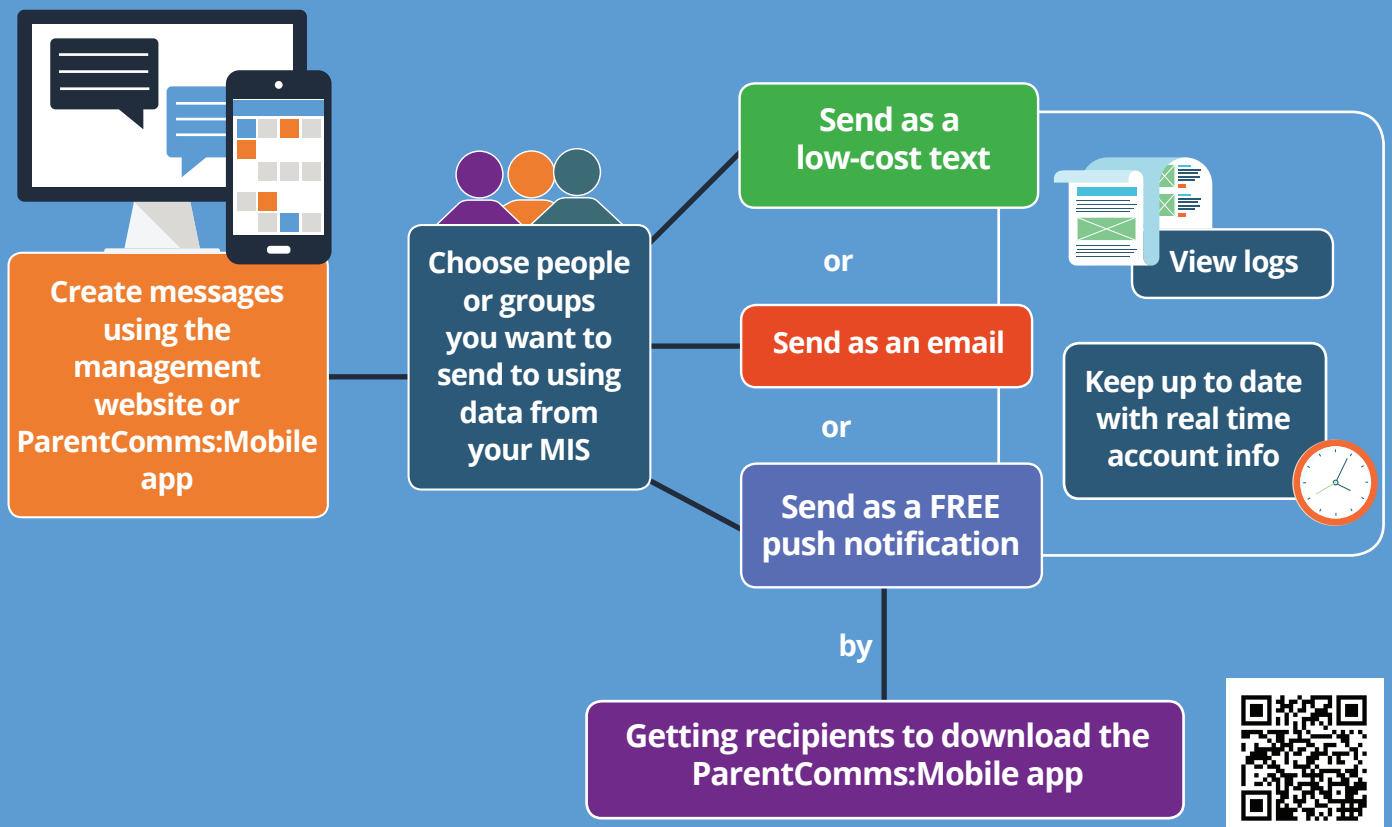 Create messages
using the
management
website or
ParentComms:Mobile
app
Choose people
or groups
you want to
send to using
data from
your MIS
Send as a
low-cost text
or
Send as an email
or
Send as a FREE
push notification
by
Getting recipients to download the
ParentComms:Mobile app
View logs
Keep up to date
with real time
account info